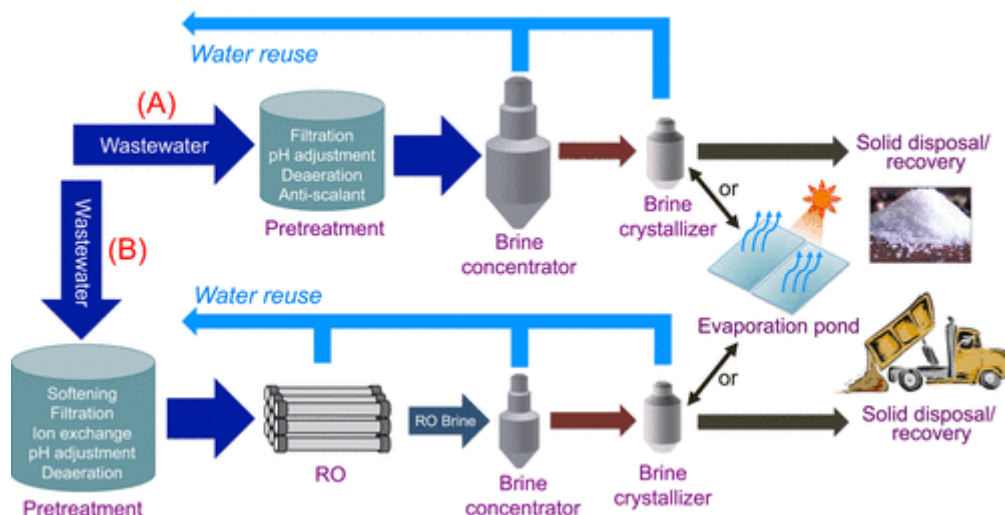 Water reuse
(A)
Wastewater
Filtration
pH adjustment
Deaeration
Anti-scalant
Pretreatment
Brine
concentrator
Brine
crystallizer
or
Solid disposal/
recovery
Evaporation pond
Wastewater
(B)
Water reuse
Softening
Filtration
Ion exchange
pH adjustment
Deaeration
Pretreatment
RO
RO Brine
Brine
concentrator
Brine
crystallizer
or
Solid disposal/
recovery